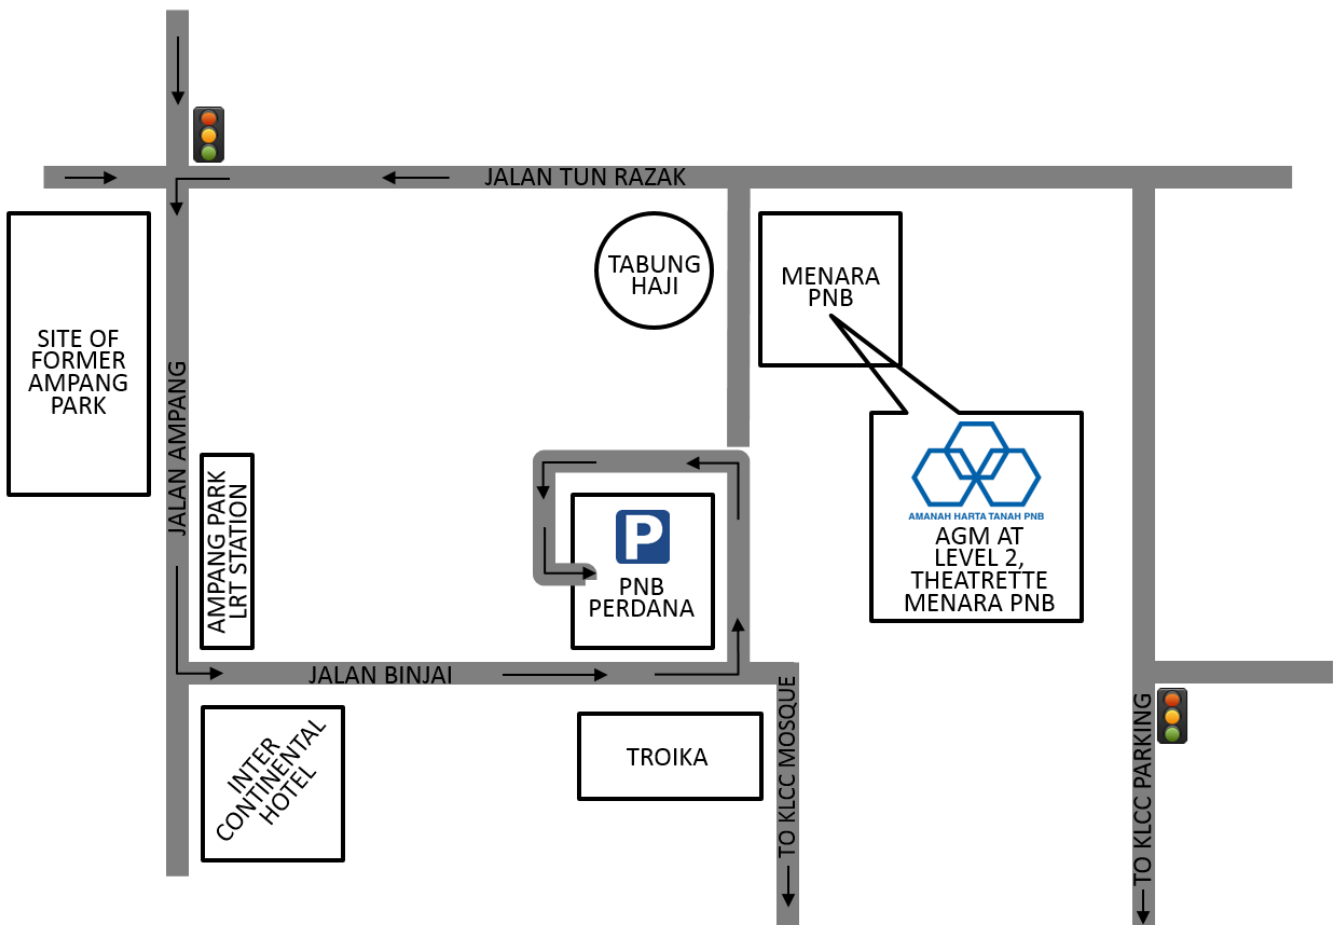 JALAN TUN RAZAK
TABUNG
HAJI
MENARA
PNB
SITE OF
FORMER
AMPANG
PARK
JALAN AMPANG
AMPANG PARK
LRT STATION
P
PNB
PERDANA
AMANAH HARTA TANAH PNB
AGM AT
LEVEL 2,
THEATRETTE
MENARA PNB
JALAN BINJAI
INTER
CONTINENTAL
HOTEL
TROIKA
TO KLCC MOSQUE
TO KLCC PARKING